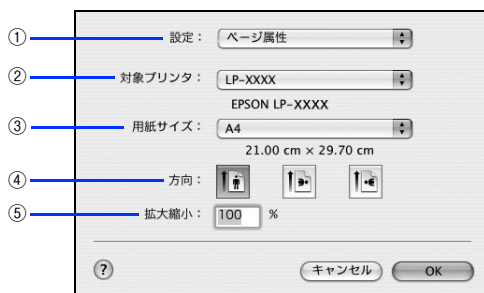 ① 設定： ページ属性
② 対象プリンタ： LP-XXXX
EPSON LP-XXXX
③ 用紙サイズ： A4
21.00 cm × 29.70 cm
④ 方向：
⑤ 拡大縮小： 100 %
? キャンセル OK